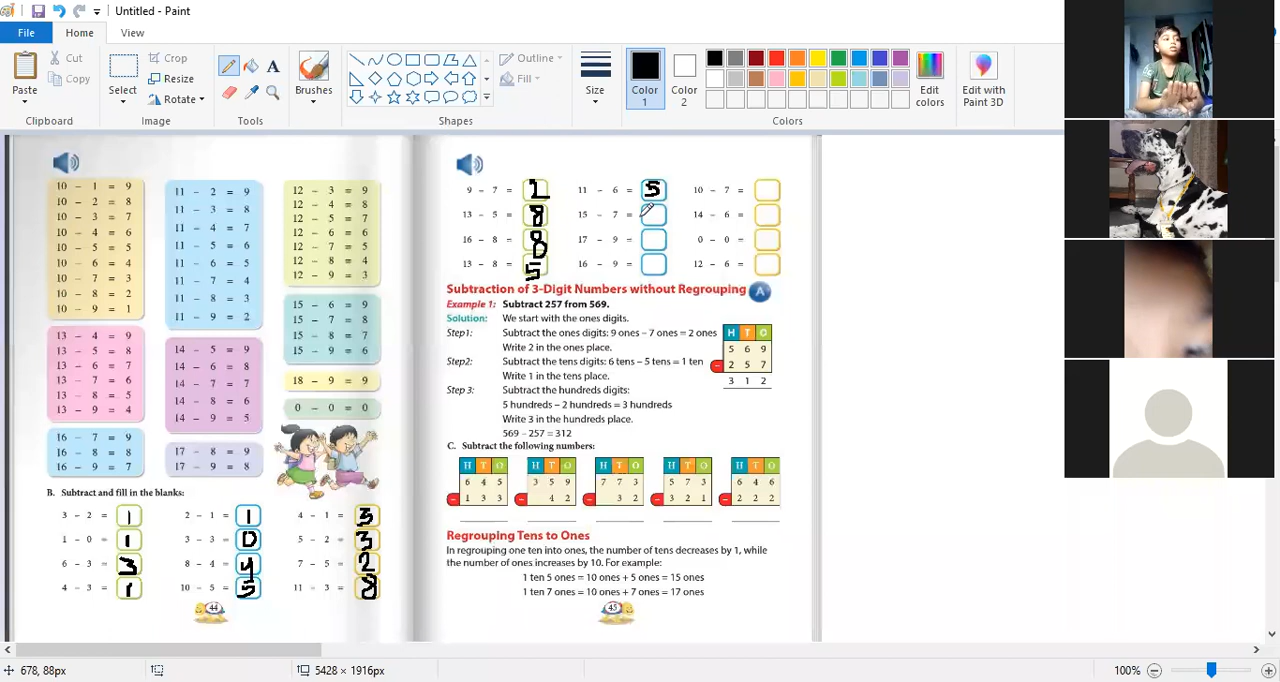 Untitled - Paint
File Home View
Paste Cut Copy Clipboard
Select Crop Resize Rotate Image
Tools
Brushes
Shapes Outline Fill
Size
Color 1 Color 2 Colors
Edit colors
Edit with Paint 3D
10 - 1 = 9
10 - 2 = 8
10 - 3 = 7
10 - 4 = 6
10 - 5 = 5
10 - 6 = 4
10 - 7 = 3
10 - 8 = 2
10 - 9 = 1
13 - 4 = 9
13 - 5 = 8
13 - 6 = 7
13 - 7 = 6
13 - 8 = 5
13 - 9 = 4
16 - 7 = 9
16 - 8 = 8
16 - 9 = 7
11 - 2 = 9
11 - 3 = 8
11 - 4 = 7
11 - 5 = 6
11 - 6 = 5
11 - 7 = 4
11 - 8 = 3
11 - 9 = 2
14 - 5 = 9
14 - 6 = 8
14 - 7 = 7
14 - 8 = 6
14 - 9 = 5
17 - 8 = 9
17 - 9 = 8
12 - 3 = 9
12 - 4 = 8
12 - 5 = 7
12 - 6 = 6
12 - 7 = 5
12 - 8 = 4
12 - 9 = 3
15 - 6 = 9
15 - 7 = 8
15 - 8 = 7
15 - 9 = 6
18 - 9 = 9
0 - 0 = 0
B. Subtract and fill in the blanks:
3 - 2 = 1 2 - 1 = 1 4 - 1 = 3
1 - 0 = 1 3 - 3 = 0 5 - 2 = 3
6 - 3 = 3 8 - 4 = 4 7 - 5 = 2
4 - 3 = 1 10 - 5 = 5 11 - 3 = 8
44
9 - 7 = 2 11 - 6 = 5 10 - 7 =
13 - 5 = 8 15 - 7 = 14 - 6 =
16 - 8 = 8 17 - 9 = 0 - 0 =
13 - 8 = 5 16 - 9 = 12 - 6 =
Subtraction of 3-Digit Numbers without Regrouping A
Example 1: Subtract 257 from 569.
Solution: We start with the ones digits.
Step1: Subtract the ones digits: 9 ones – 7 ones = 2 ones
Write 2 in the ones place.
Step2: Subtract the tens digits: 6 tens – 5 tens = 1 ten
Write 1 in the tens place.
Step 3: Subtract the hundreds digits:
5 hundreds – 2 hundreds = 3 hundreds
Write 3 in the hundreds place.
569 – 257 = 312
H T O
5 6 9
- 2 5 7
3 1 2
C. Subtract the following numbers:
H T O H T O H T O H T O H T O
6 4 5 3 5 9 7 7 3 5 7 3 6 4 6
- 1 3 3 - 4 2 - 3 2 - 3 2 1 - 2 2 2
Regrouping Tens to Ones
In regrouping one ten into ones, the number of tens decreases by 1, while
the number of ones increases by 10. For example:
1 ten 5 ones = 10 ones + 5 ones = 15 ones
1 ten 7 ones = 10 ones + 7 ones = 17 ones
45
678, 88px 5428 × 1916px 100%